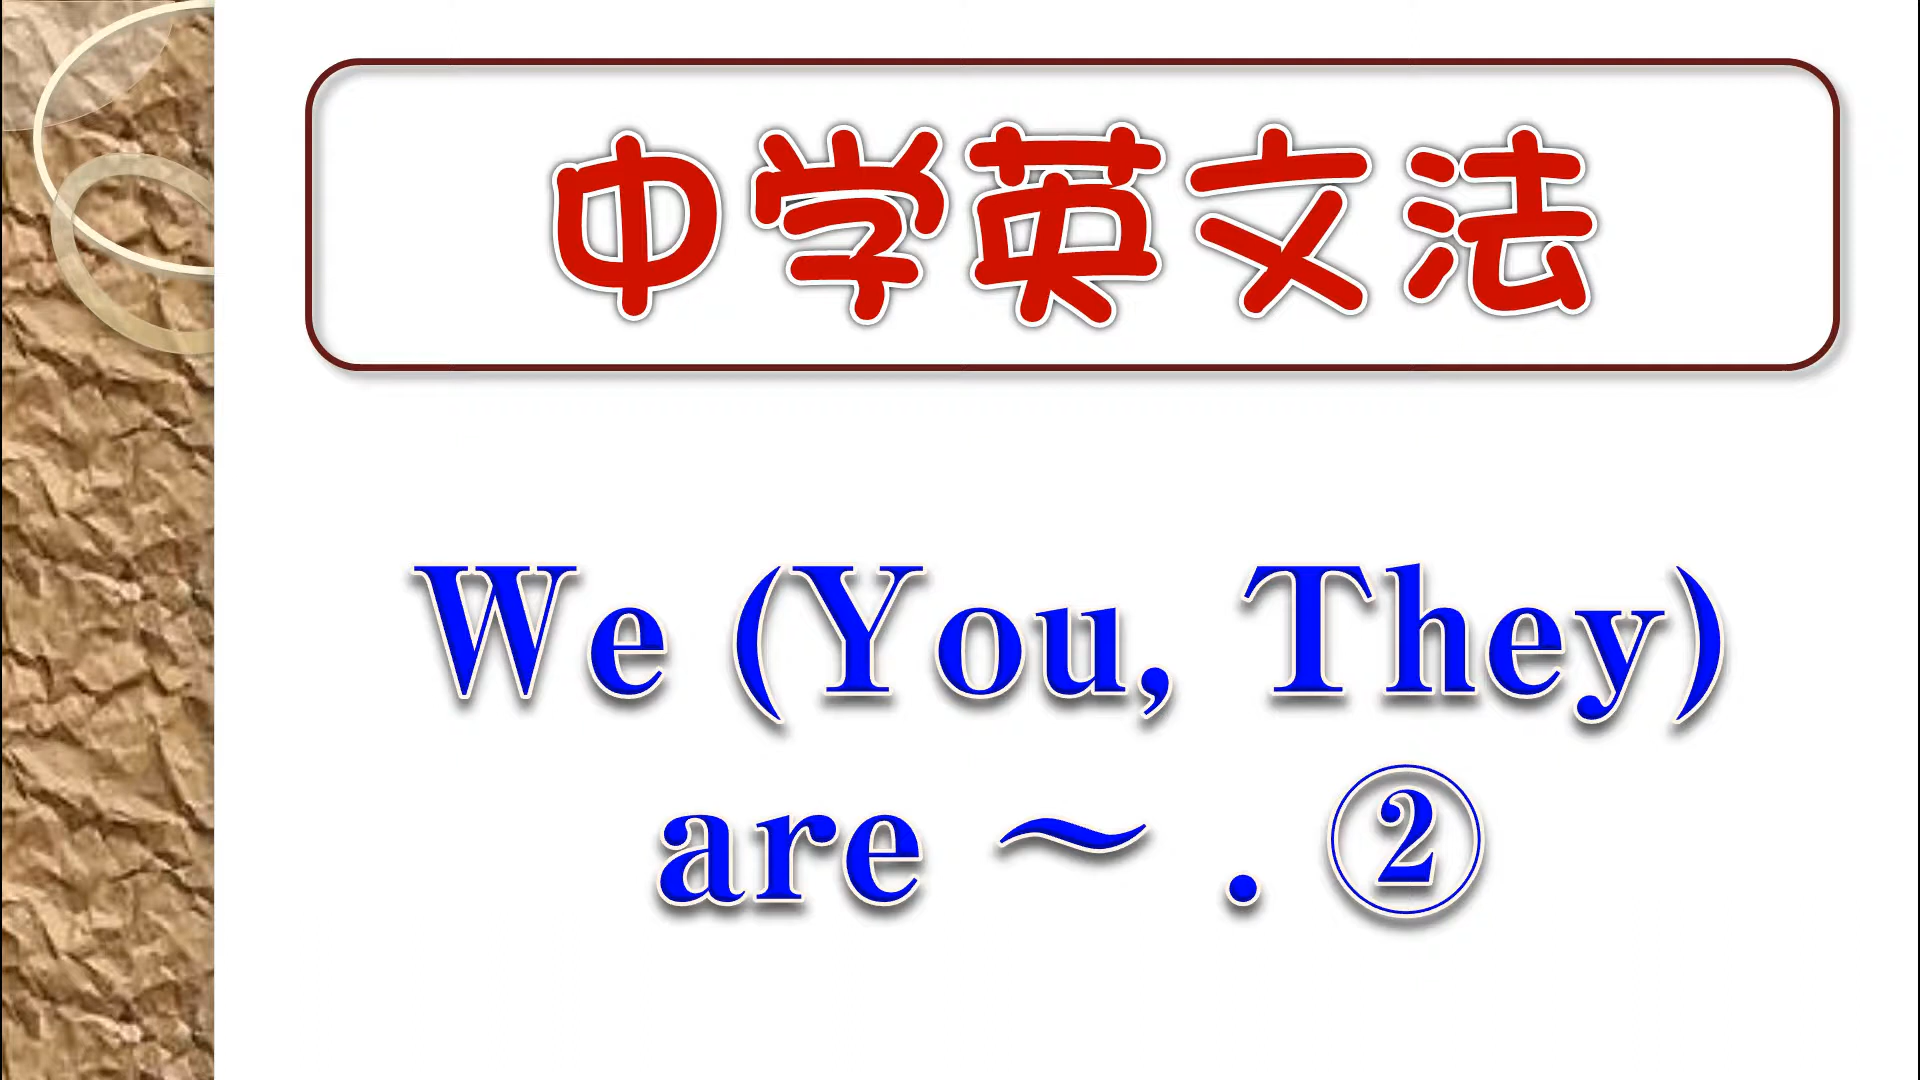 中学英文法
We (You, They)
are ～ . ②